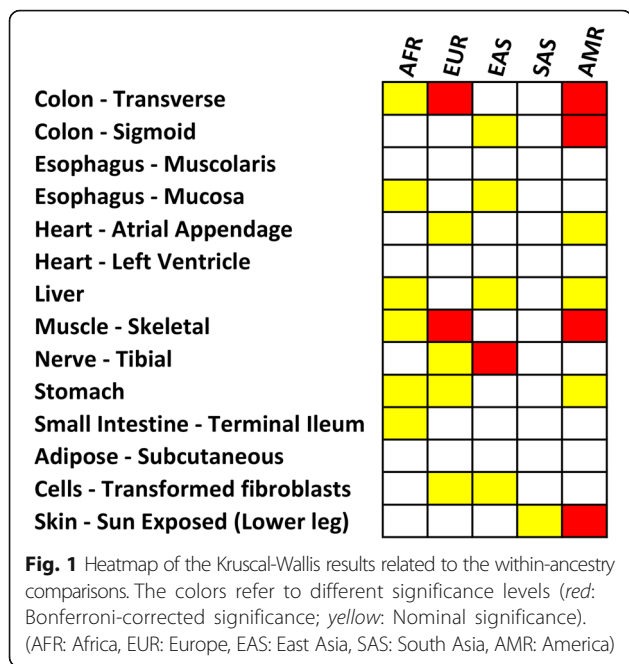 AFR EUR EAS SAS AMR
Colon - Transverse
Colon - Sigmoid
Esophagus - Muscolaris
Esophagus - Mucosa
Heart - Atrial Appendage
Heart - Left Ventricle
Liver
Muscle - Skeletal
Nerve - Tibial
Stomach
Small Intestine - Terminal Ileum
Adipose - Subcutaneous
Cells - Transformed fibroblasts
Skin - Sun Exposed (Lower leg)
Fig. 1 Heatmap of the Kruscal-Wallis results related to the within-ancestry
comparisons. The colors refer to different significance levels (red:
Bonferroni-corrected significance; yellow: Nominal significance).
(AFR: Africa, EUR: Europe, EAS: East Asia, SAS: South Asia, AMR: America)